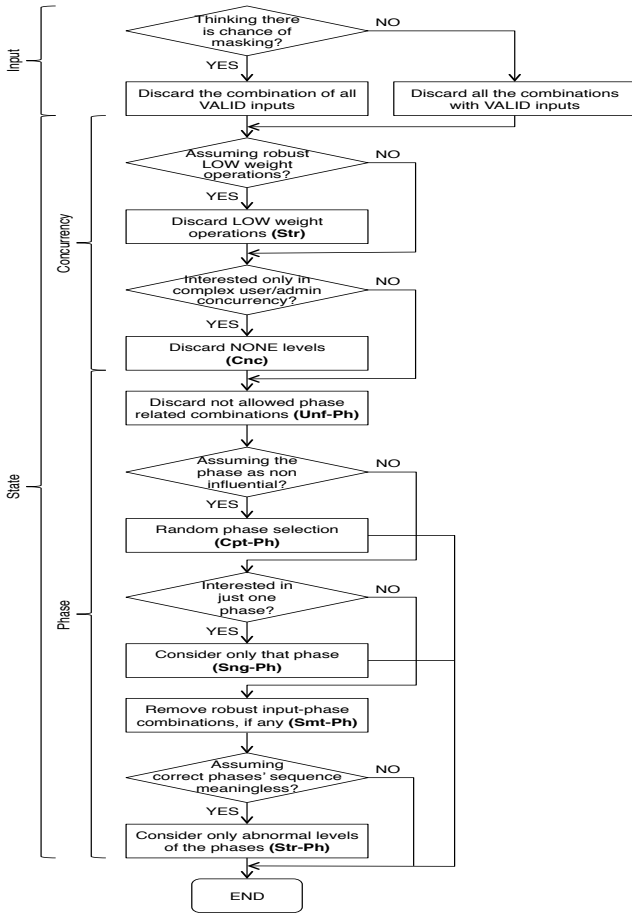 Thinking there
is chance of
masking?
NO
YES
Input
Discard the combination of all
VALID inputs
Discard all the combinations
with VALID inputs
Assuming robust
LOW weight
operations?
NO
YES
Discard LOW weight
operations (Str)
Concurrency
Interested only in
complex user/admin
concurrency?
NO
YES
Discard NONE levels
(Cnc)
Discard not allowed phase
related combinations (Unf-Ph)
Assuming the
phase as non
influential?
NO
YES
State
Random phase selection
(Cpt-Ph)
Interested in
just one
phase?
NO
YES
Phase
Consider only that phase
(Sng-Ph)
Remove robust input-phase
combinations, if any (Smt-Ph)
Assuming
correct phases' sequence
meaningless?
NO
YES
Consider only abnormal levels
of the phases (Str-Ph)
END